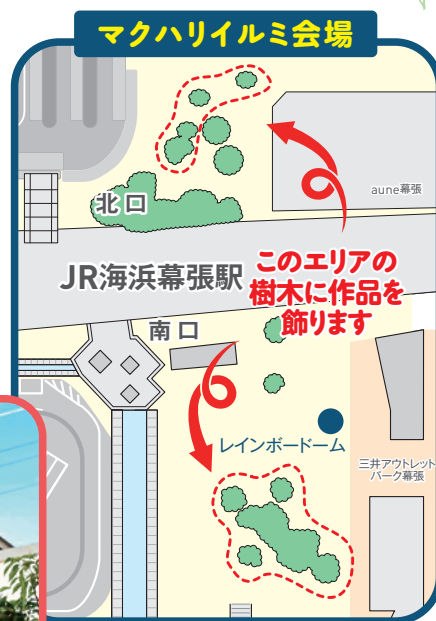 マクハリイルミ会場
aune幕張
北口
JR海浜幕張駅
このエリアの
樹木に作品を
飾ります
南口
レインボードーム
三井アウトレット
パーク幕張